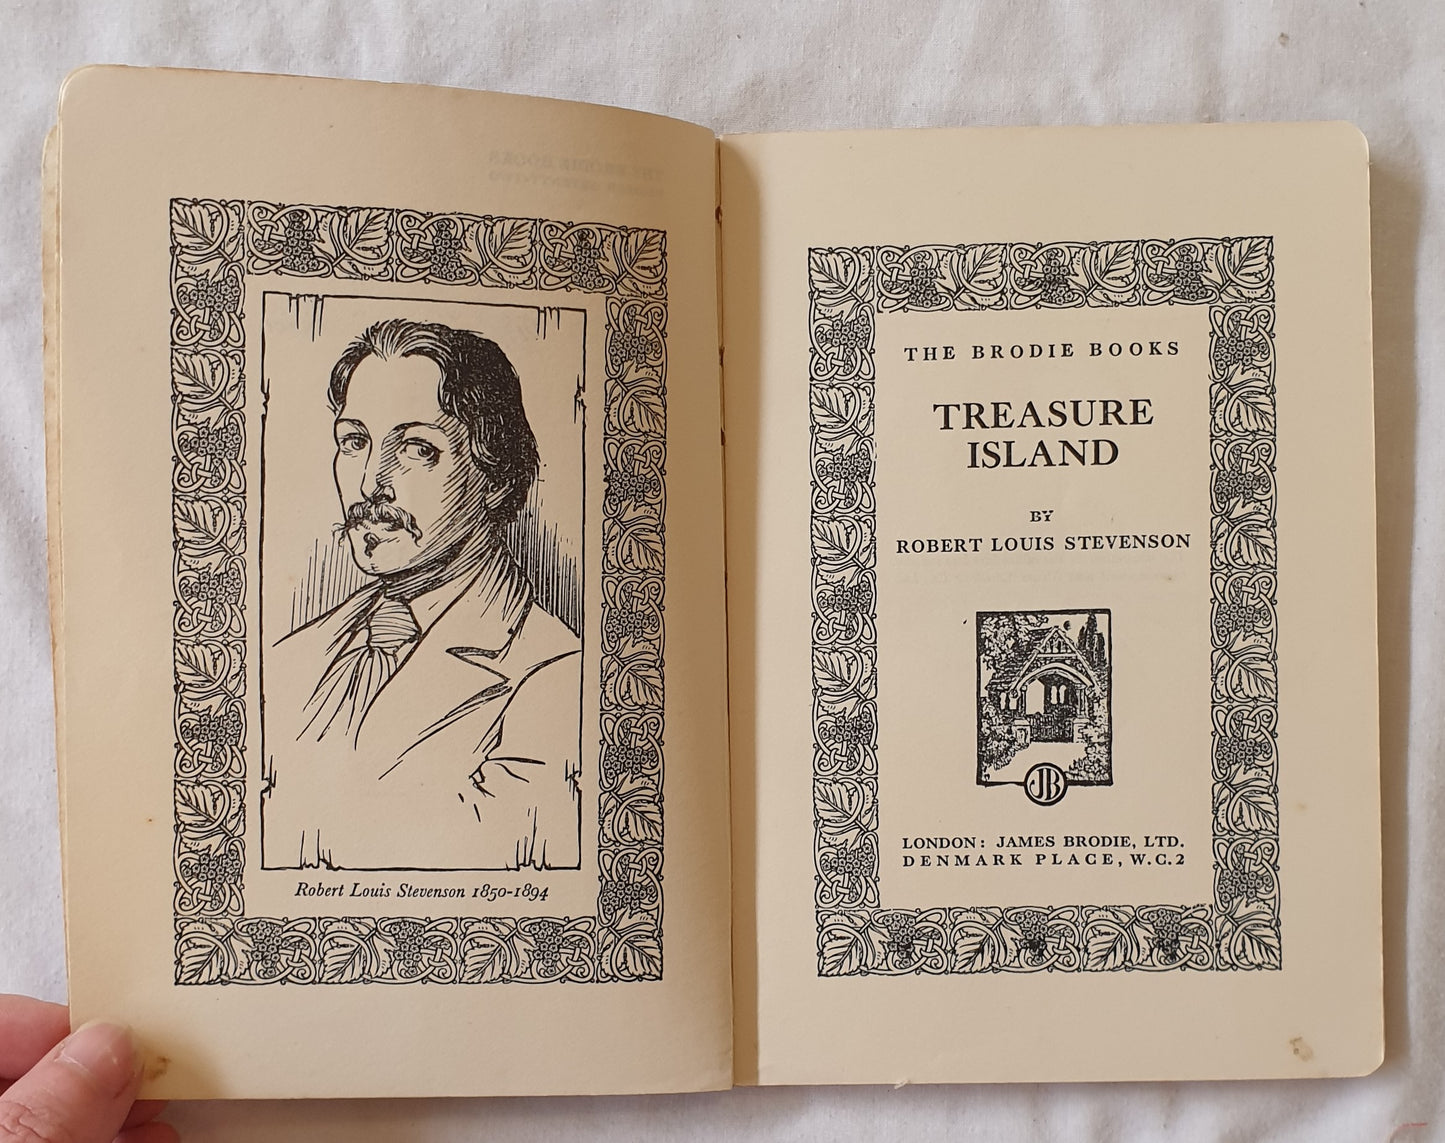 Robert Louis Stevenson 1850-1894
THE BRODIE BOOKS
TREASURE
ISLAND
BY
ROBERT LOUIS STEVENSON
JB
LONDON: JAMES BRODIE, LTD.
DENMARK PLACE, W.C.2